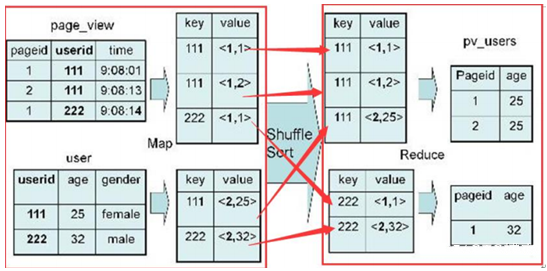 page_view
pageid userid time
1 111 9:08:01
2 111 9:08:13
1 222 9:08:14
key value
111 <1,1>
111 <1,2>
222 <1,1>
Map
user
userid age gender
111 25 female
222 32 male
key value
111 <2,25>
222 <2,32>
Shuffle
Sort
key value
111 <1,1>
111 <1,2>
111 <2,25>
Reduce
key value
222 <1,1>
222 <2,32>
pv_users
Pageid age
1 25
2 25
pageid age
1 32